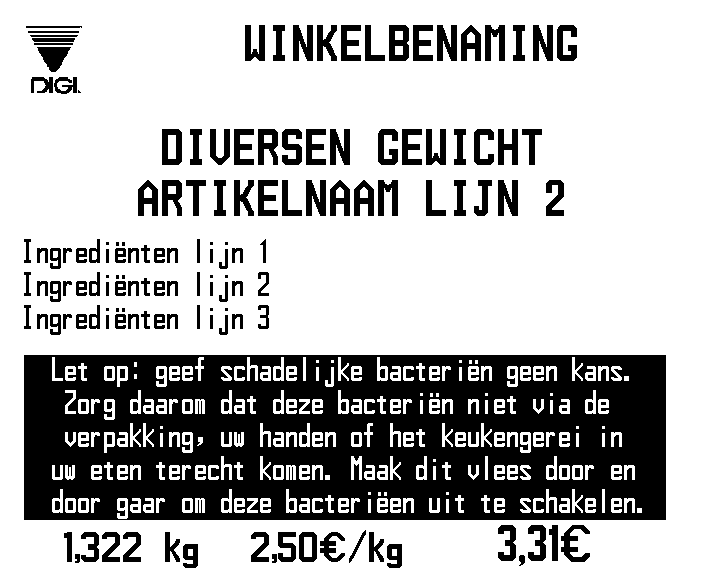 WINKELBENAMING
DIGI.
DIVERSEN GEWICHT
ARTIKELNAAM LIJN 2
Ingrediënten lijn 1
Ingrediënten lijn 2
Ingrediënten lijn 3
Let op: geef schadelijke bacteriën geen kans.
Zorg daarom dat deze bacteriën niet via de
verpakking, uw handen of het keukengerei in
uw eten terecht komen. Maak dit vlees door en
door gaar om deze bacteriëen uit te schakelen.
1,322 kg 2,50€/kg 3,31€